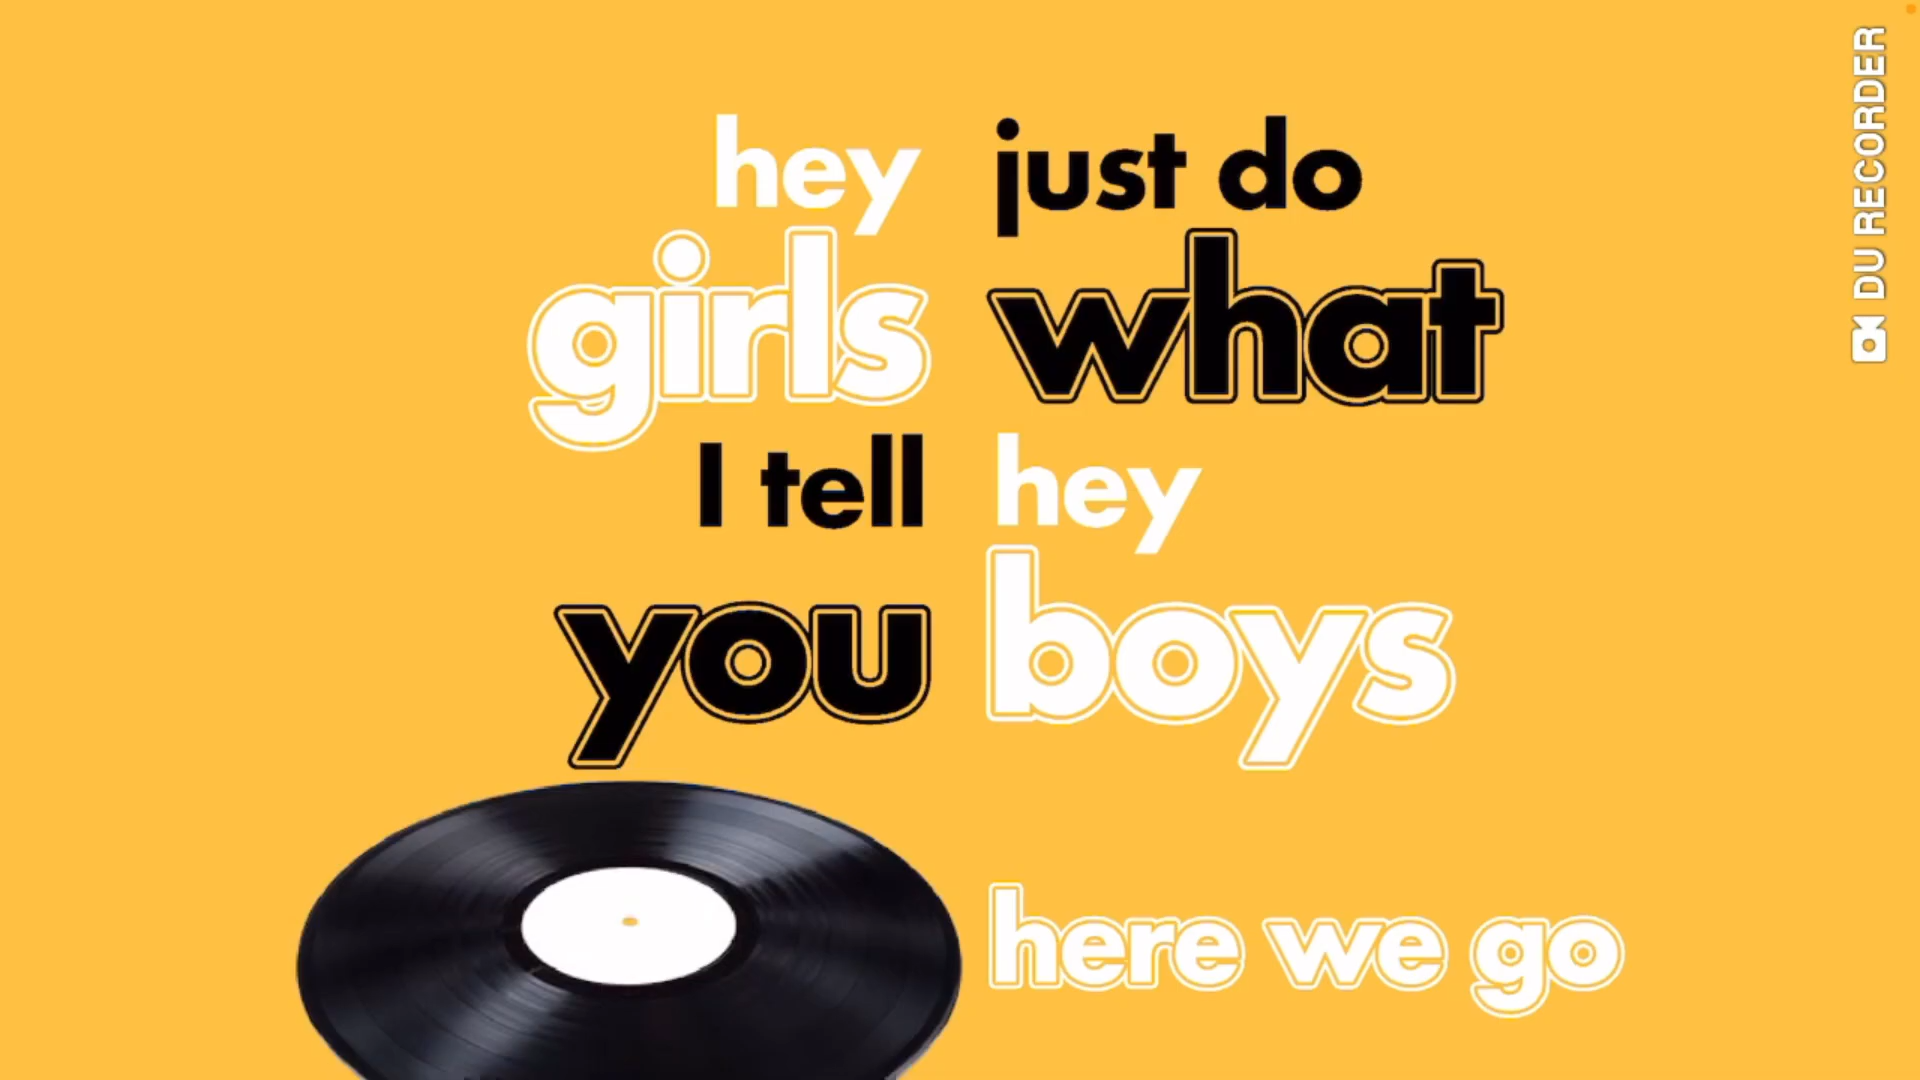 hey just do
girls what
I tell hey
you boys
here we go
DU RECORDER